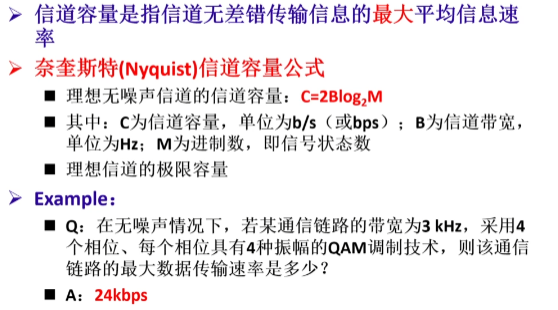 ➢ 信道容量是指信道无差错传输信息的最大平均信息速
率
➢ 奈奎斯特(Nyquist)信道容量公式
■ 理想无噪声信道的信道容量：C=2Blog₂M
■ 其中：C为信道容量，单位为b/s（或bps）；B为信道带宽，
单位为Hz；M为进制数，即信号状态数
■ 理想信道的极限容量
➢ Example：
■ Q：在无噪声情况下，若某通信链路的带宽为3 kHz，采用4
个相位、每个相位具有4种振幅的QAM调制技术，则该通信
链路的最大数据传输速率是多少？
■ A：24kbps